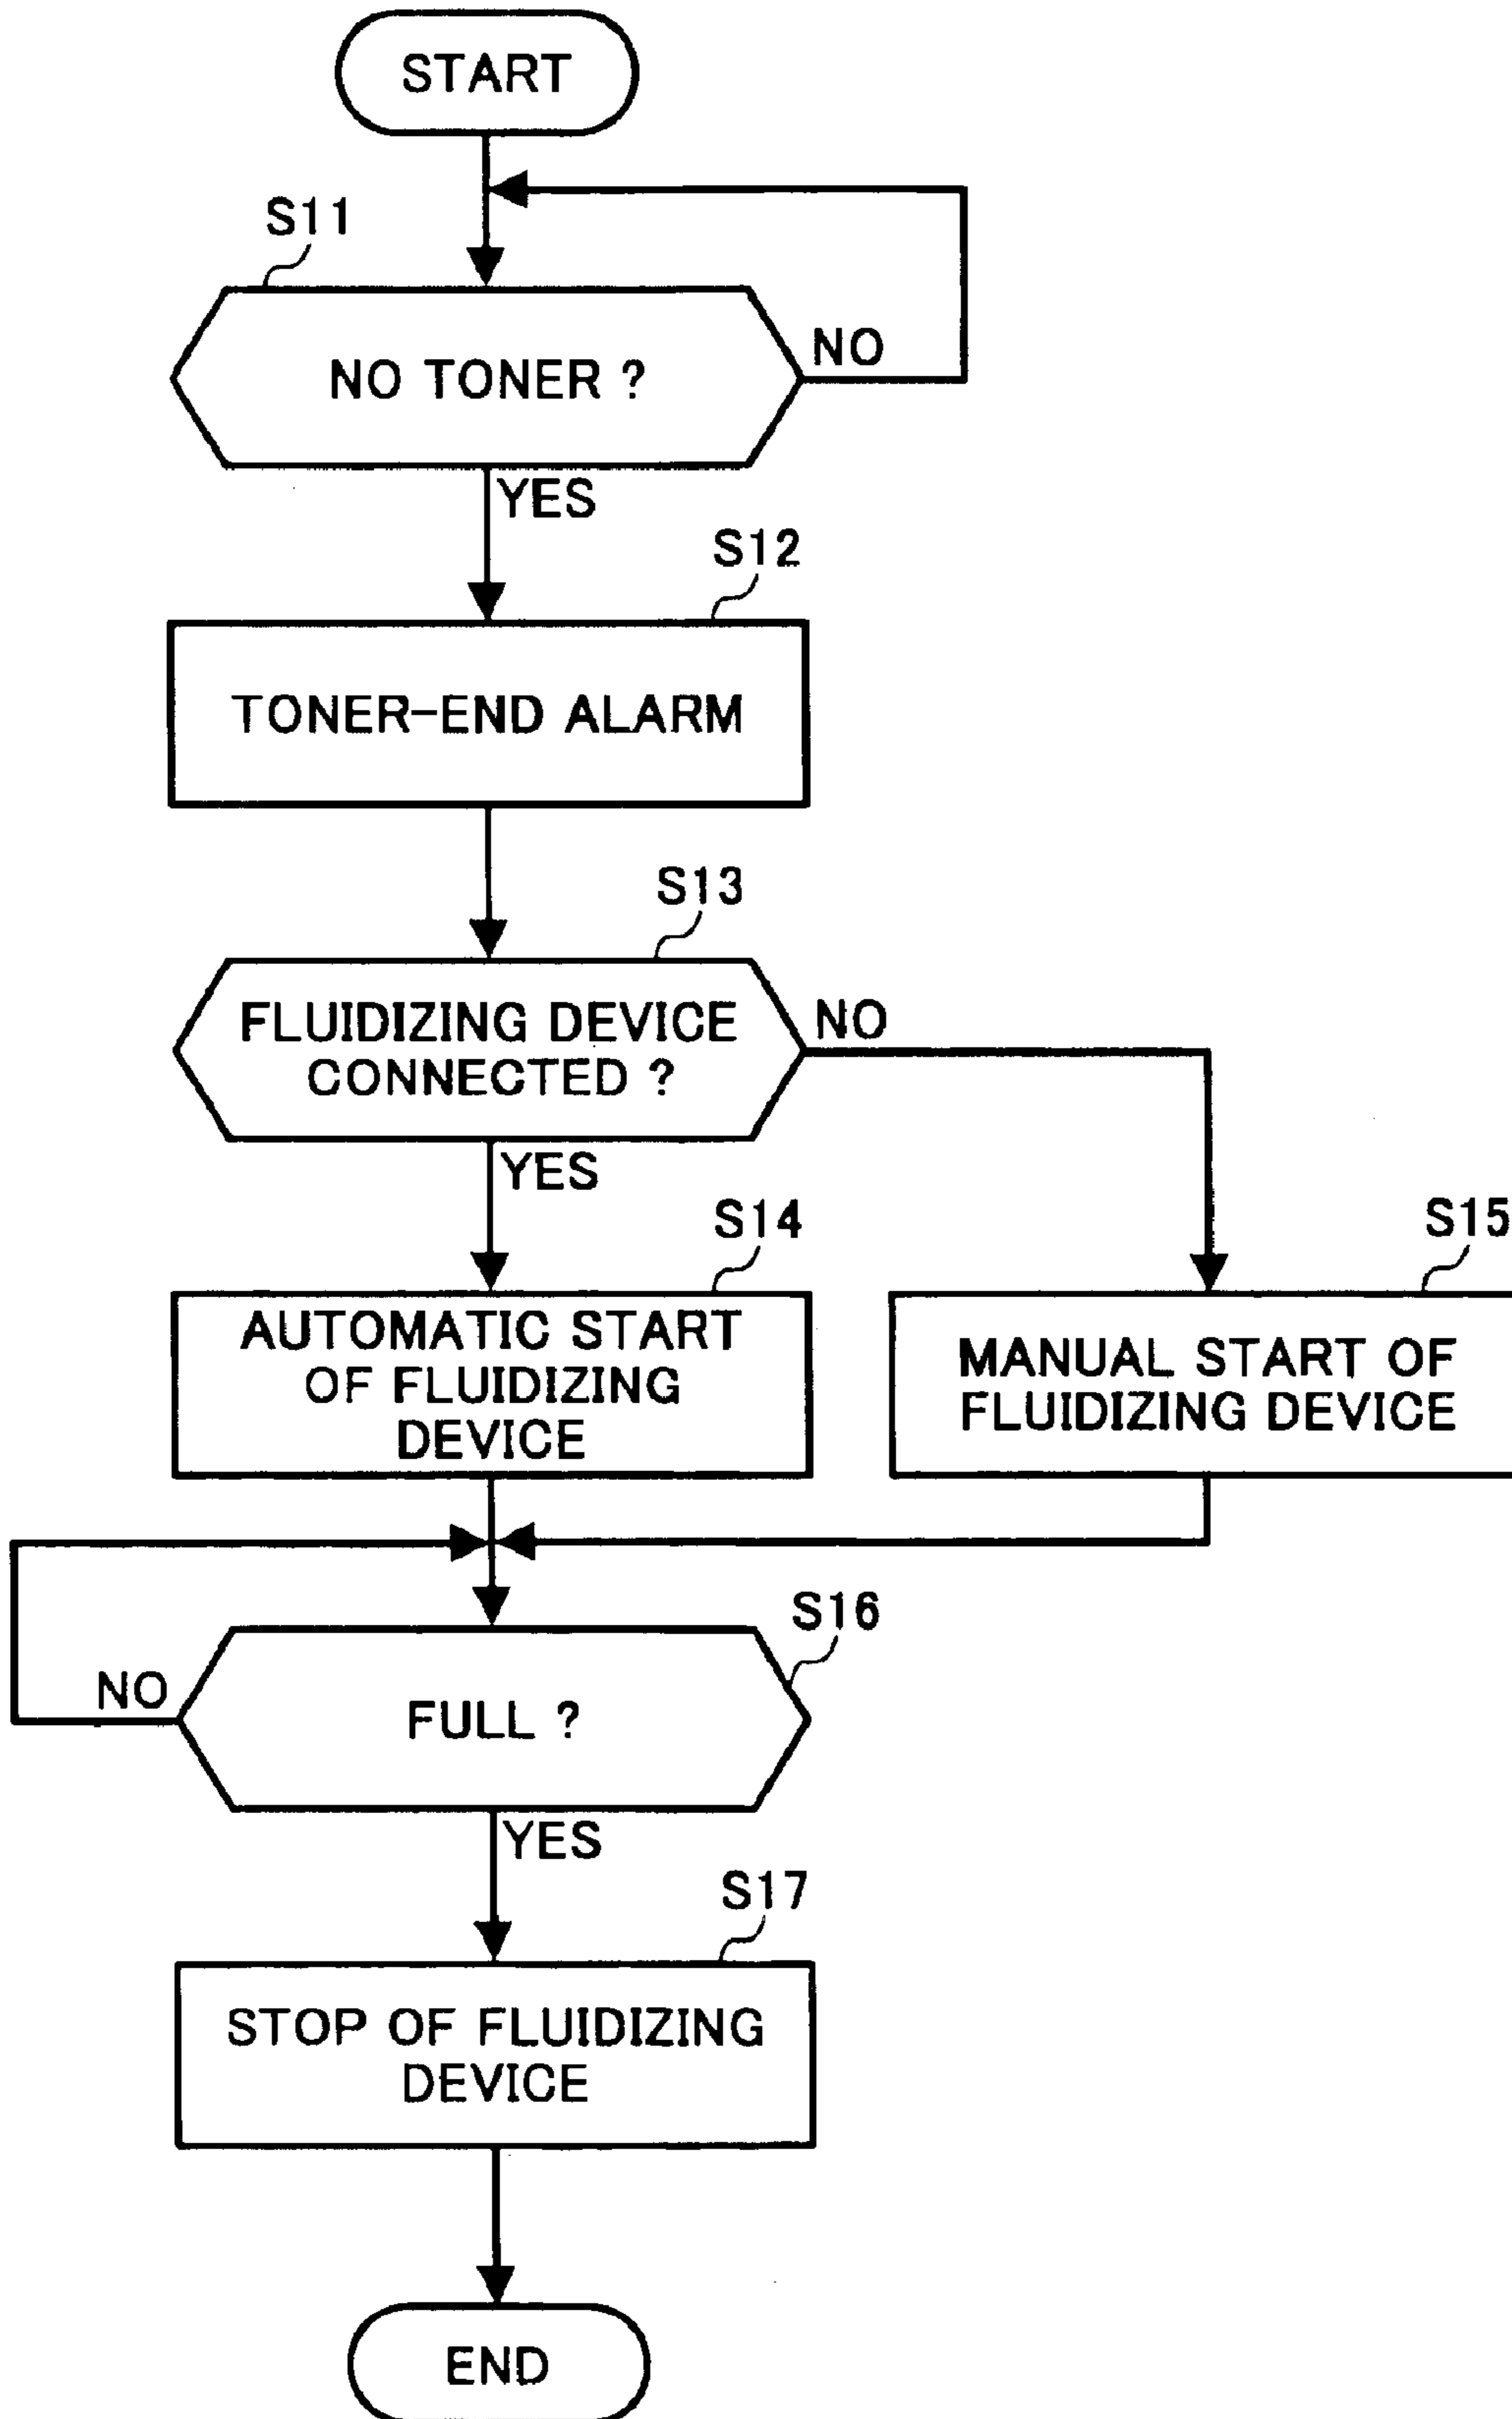 START
S11
NO TONER ?
NO
YES
S12
TONER-END ALARM
S13
FLUIDIZING DEVICE
CONNECTED ?
NO
YES
S14
S15
AUTOMATIC START
OF FLUIDIZING
DEVICE
MANUAL START OF
FLUIDIZING DEVICE
S16
NO
FULL ?
YES
S17
STOP OF FLUIDIZING
DEVICE
END